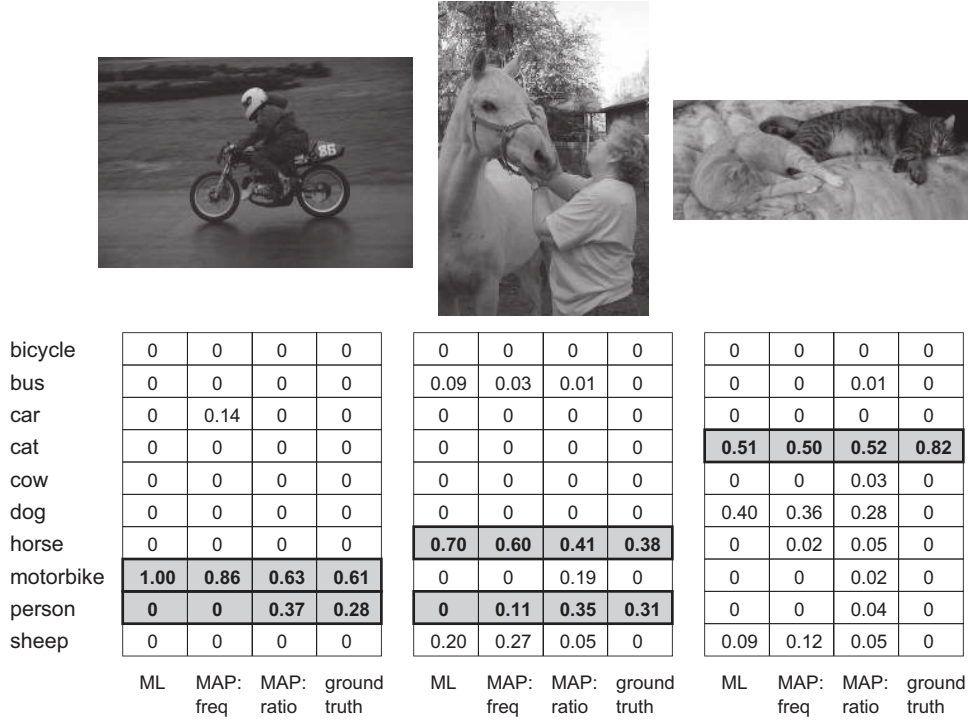 86
bicycle 0 0 0 0 0 0 0 0 0 0 0 0
bus 0 0 0 0 0.09 0.03 0.01 0 0 0 0.01 0
car 0 0.14 0 0 0 0 0 0 0 0 0 0
cat 0 0 0 0 0 0 0 0 0.51 0.50 0.52 0.82
cow 0 0 0 0 0 0 0 0 0 0 0.03 0
dog 0 0 0 0 0 0 0 0 0.40 0.36 0.28 0
horse 0 0 0 0 0.70 0.60 0.41 0.38 0 0.02 0.05 0
motorbike 1.00 0.86 0.63 0.61 0 0 0.19 0 0 0 0.02 0
person 0 0 0.37 0.28 0 0.11 0.35 0.31 0 0 0.04 0
sheep 0 0 0 0 0.20 0.27 0.05 0 0.09 0.12 0.05 0
ML MAP: MAP: ground ML MAP: MAP: ground ML MAP: MAP: ground
freq ratio truth freq ratio truth freq ratio truth